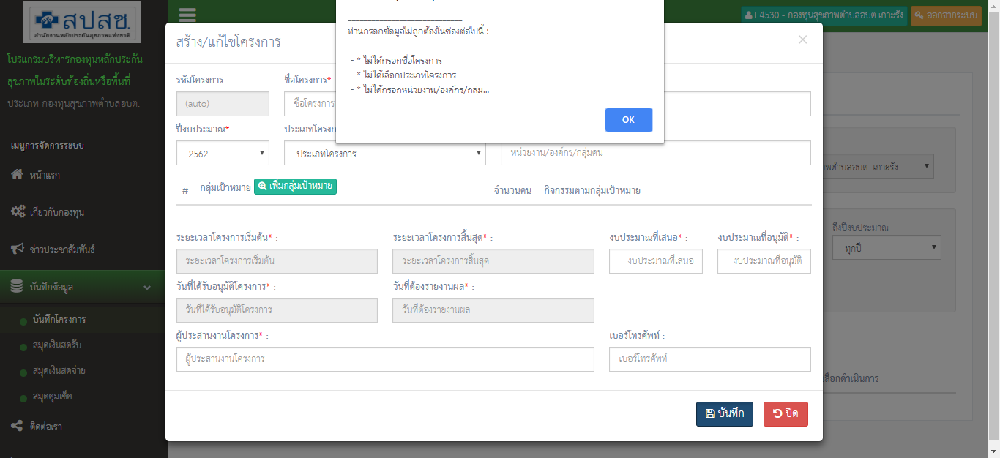 สปสช.
สำนักงานหลักประกันสุขภาพแห่งชาติ
โปรแกรมบริหารกองทุนหลักประกัน
สุขภาพในระดับท้องถิ่นหรือพื้นที่
ประเภท กองทุนสุขภาพตำบลอบต.
เมนูการจัดการระบบ
หน้าแรก
เกี่ยวกับกองทุน
ข่าวประชาสัมพันธ์
บันทึกข้อมูล
บันทึกโครงการ
สมุดเงินสดรับ
สมุดเงินสดจ่าย
สมุดคุมเช็ค
ติดต่อเรา
L4530 - กองทุนสุขภาพตำบลอบต.เกาะรัง
ออกจากระบบ
ท่านกรอกข้อมูลไม่ถูกต้องในช่องต่อไปนี้ :
- * ไม่ได้กรอกชื่อโครงการ
- * ไม่ได้เลือกประเภทโครงการ
- * ไม่ได้กรอกหน่วยงาน/องค์กร/กลุ่ม...
OK
สร้าง/แก้ไขโครงการ
×
รหัสโครงการ : ชื่อโครงการ* :
(auto) ชื่อโครงการ
ปีงบประมาณ* : ประเภทโครงก
2562 ประเภทโครงการ หน่วยงาน/องค์กร/กลุ่มคน
# กลุ่มเป้าหมาย เพิ่มกลุ่มเป้าหมาย จำนวนคน กิจกรรมตามกลุ่มเป้าหมาย
ระยะเวลาโครงการเริ่มต้น* : ระยะเวลาโครงการสิ้นสุด* : งบประมาณที่เสนอ* : งบประมาณที่อนุมัติ* :
ระยะเวลาโครงการเริ่มต้น ระยะเวลาโครงการสิ้นสุด งบประมาณที่เสนอ งบประมาณที่อนุมัติ
วันที่ได้รับอนุมัติโครงการ* : วันที่ต้องรายงานผล* :
วันที่ได้รับอนุมัติโครงการ วันที่ต้องรายงานผล
ผู้ประสานงานโครงการ* : เบอร์โทรศัพท์ :
ผู้ประสานงานโครงการ เบอร์โทรศัพท์
บันทึก ปิด
พตำบลอบต. เกาะรัง
ถึงปีงบประมาณ
ทุกปี
ลือกดำเนินการ